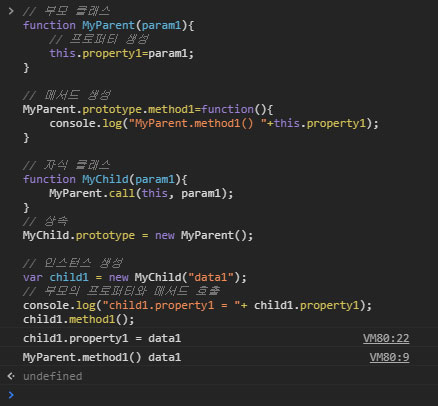 // 부모 클래스
function MyParent(param1){
    // 프로퍼티 생성
    this.property1=param1;
}
// 메서드 생성
MyParent.prototype.method1=function(){
    console.log("MyParent.method1() "+this.property1);
}
// 자식 클래스
function MyChild(param1){
    MyParent.call(this, param1);
}
// 상속
MyChild.prototype = new MyParent();
// 인스턴스 생성
var child1 = new MyChild("data1");
// 부모의 프로퍼티와 메서드 호출
console.log("child1.property1 = "+ child1.property1);
child1.method1();
child1.property1 = data1 VM80:22
MyParent.method1() data1 VM80:9
undefined